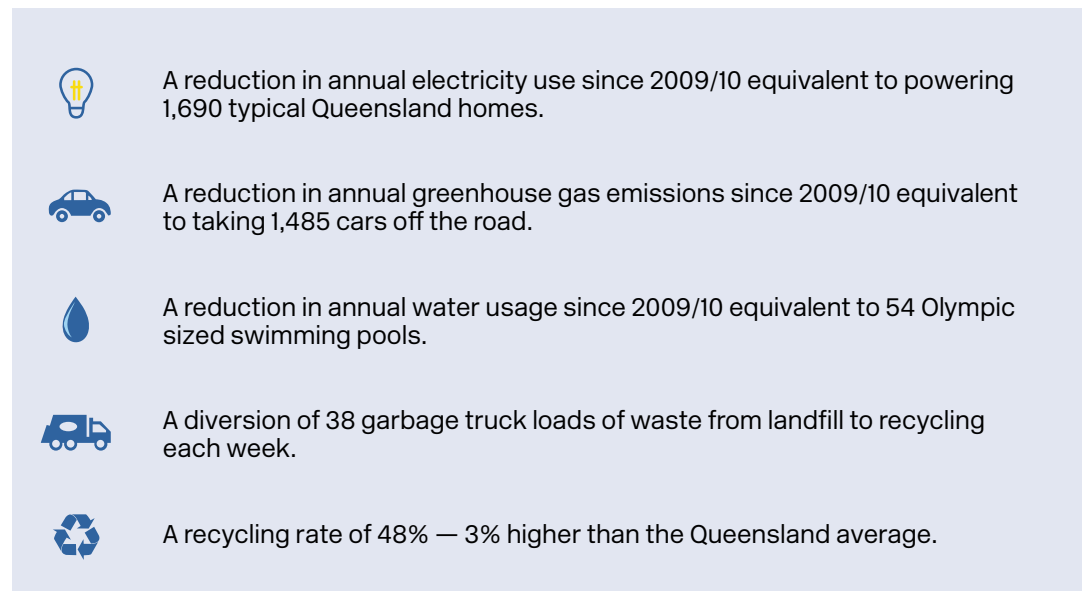 A reduction in annual electricity use since 2009/10 equivalent to powering
1,690 typical Queensland homes.
A reduction in annual greenhouse gas emissions since 2009/10 equivalent
to taking 1,485 cars off the road.
A reduction in annual water usage since 2009/10 equivalent to 54 Olympic
sized swimming pools.
A diversion of 38 garbage truck loads of waste from landfill to recycling
each week.
A recycling rate of 48% — 3% higher than the Queensland average.